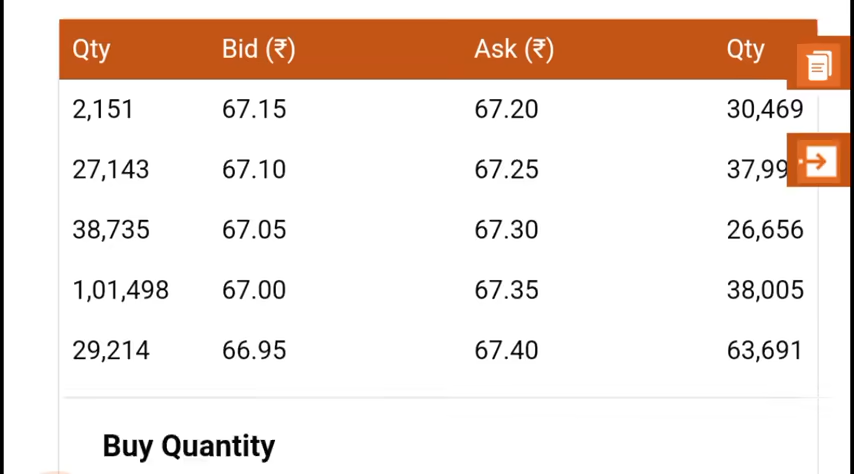 Qty Bid (₹) Ask (₹) Qty
2,151 67.15 67.20 30,469
27,143 67.10 67.25
38,735 67.05 67.30 26,656
1,01,498 67.00 67.35 38,005
29,214 66.95 67.40 63,691
Buy Quantity